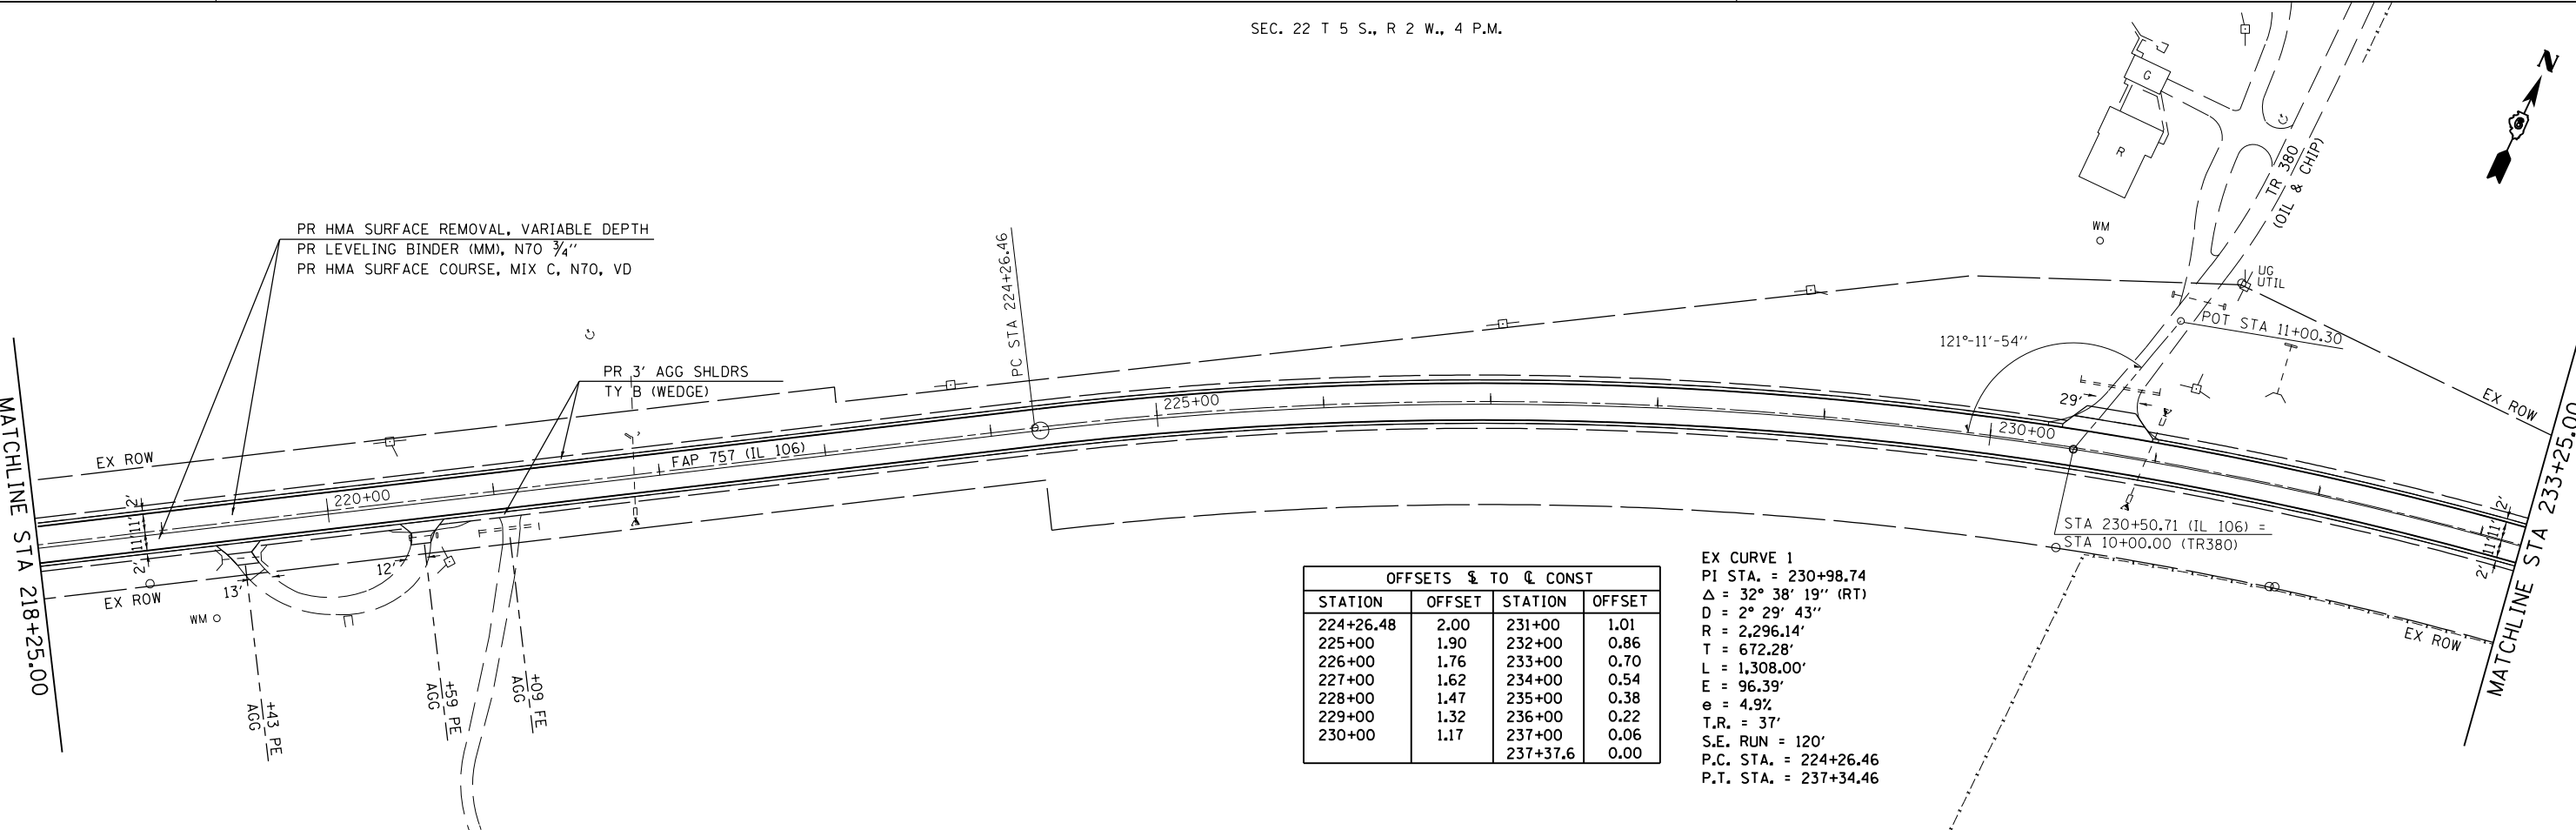 SEC. 22 T 5 S., R 2 W., 4 P.M.
N
G
R
TR 380
(OIL & CHIP)
WM
UG
UTIL
POT STA 11+00.30
121°-11'-54"
29'
EX ROW
PR HMA SURFACE REMOVAL, VARIABLE DEPTH
PR LEVELING BINDER (MM), N70 3/4"
PR HMA SURFACE COURSE, MIX C, N70, VD
PR 3' AGG SHLDRS
TY B (WEDGE)
PC STA 224+26.46
225+00
230+00
FAP 757 (IL 106)
220+00
EX ROW
MATCHLINE STA 218+25.00
2'
11'
11'
2'
EX ROW
WM
13'
12'
+43 PE
AGG
+59 PE
AGG
+09 FE
AGG
STA 230+50.71 (IL 106) =
STA 10+00.00 (TR380)
2'
11'
11'
2'
MATCHLINE STA 233+25.00
EX ROW
OFFSETS ℄ TO ℄ CONST
STATION OFFSET STATION OFFSET
224+26.48 2.00 231+00 1.01
225+00 1.90 232+00 0.86
226+00 1.76 233+00 0.70
227+00 1.62 234+00 0.54
228+00 1.47 235+00 0.38
229+00 1.32 236+00 0.22
230+00 1.17 237+00 0.06
237+37.6 0.00
EX CURVE 1
PI STA. = 230+98.74
Δ = 32° 38' 19" (RT)
D = 2° 29' 43"
R = 2,296.14'
T = 672.28'
L = 1,308.00'
E = 96.39'
e = 4.9%
T.R. = 37'
S.E. RUN = 120'
P.C. STA. = 224+26.46
P.T. STA. = 237+34.46